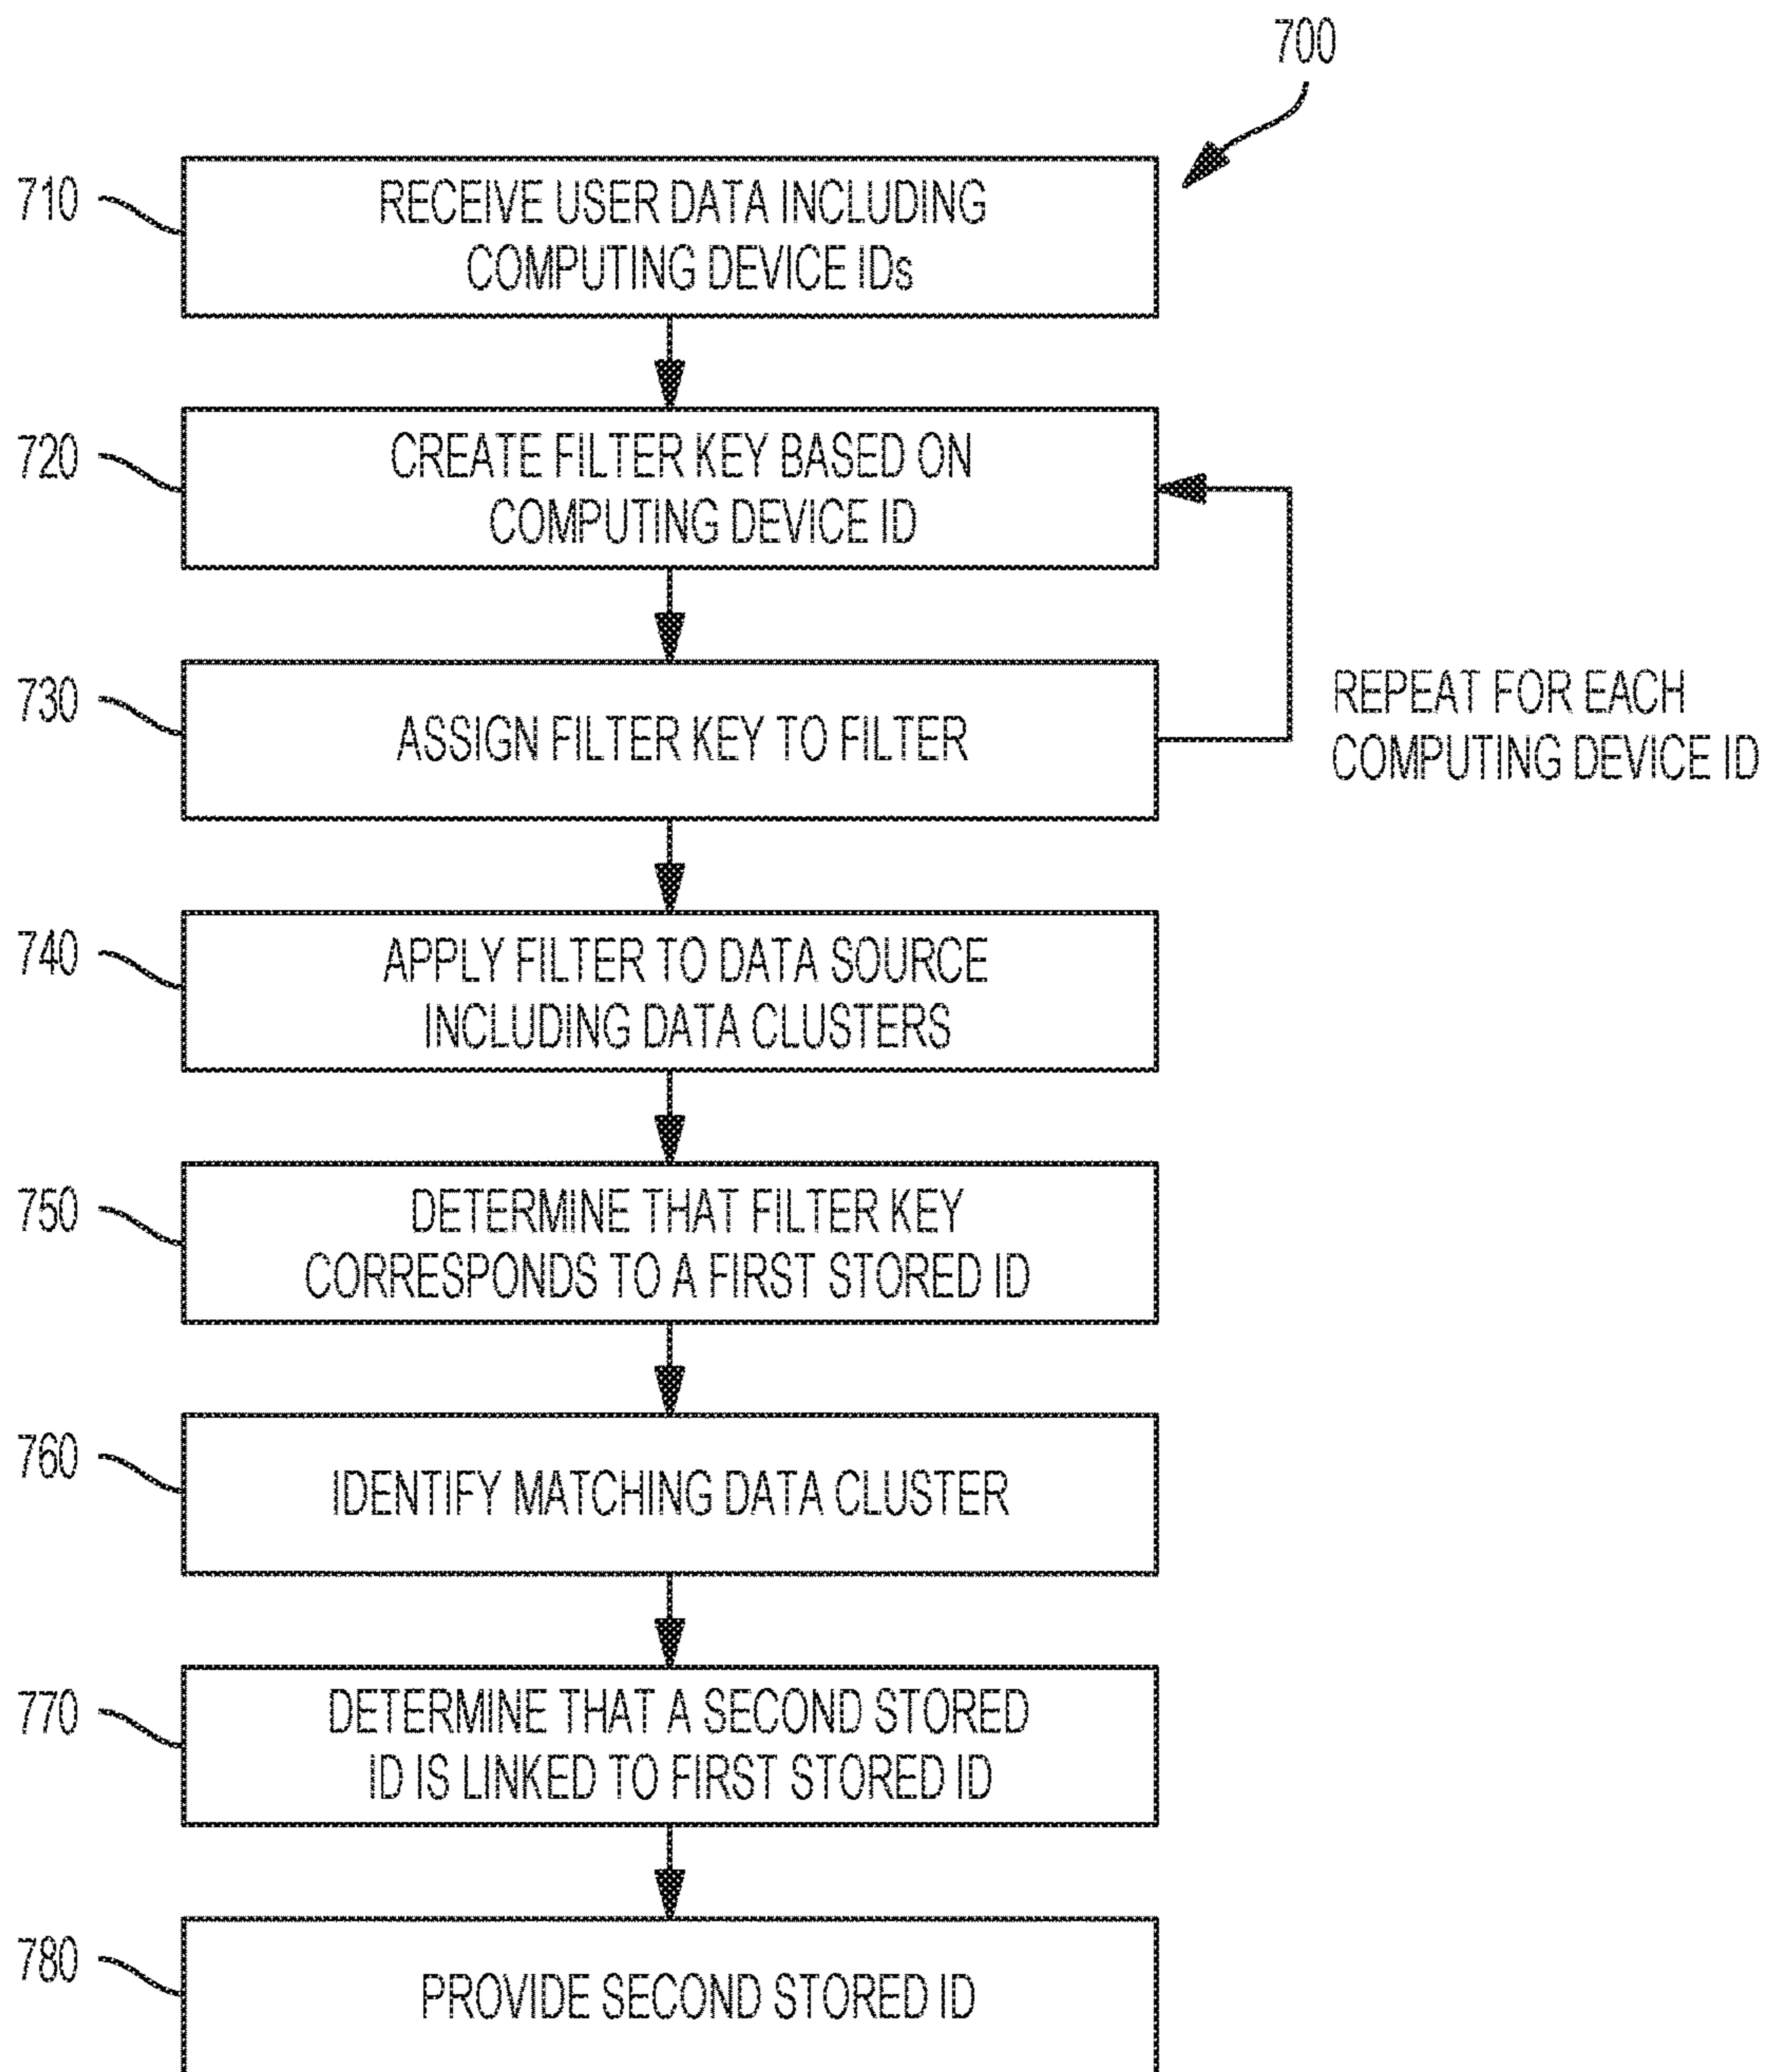 700
710
RECEIVE USER DATA INCLUDING
COMPUTING DEVICE IDs
720
CREATE FILTER KEY BASED ON
COMPUTING DEVICE ID
730
ASSIGN FILTER KEY TO FILTER
REPEAT FOR EACH
COMPUTING DEVICE ID
740
APPLY FILTER TO DATA SOURCE
INCLUDING DATA CLUSTERS
750
DETERMINE THAT FILTER KEY
CORRESPONDS TO A FIRST STORED ID
760
IDENTIFY MATCHING DATA CLUSTER
770
DETERMINE THAT A SECOND STORED
ID IS LINKED TO FIRST STORED ID
780
PROVIDE SECOND STORED ID